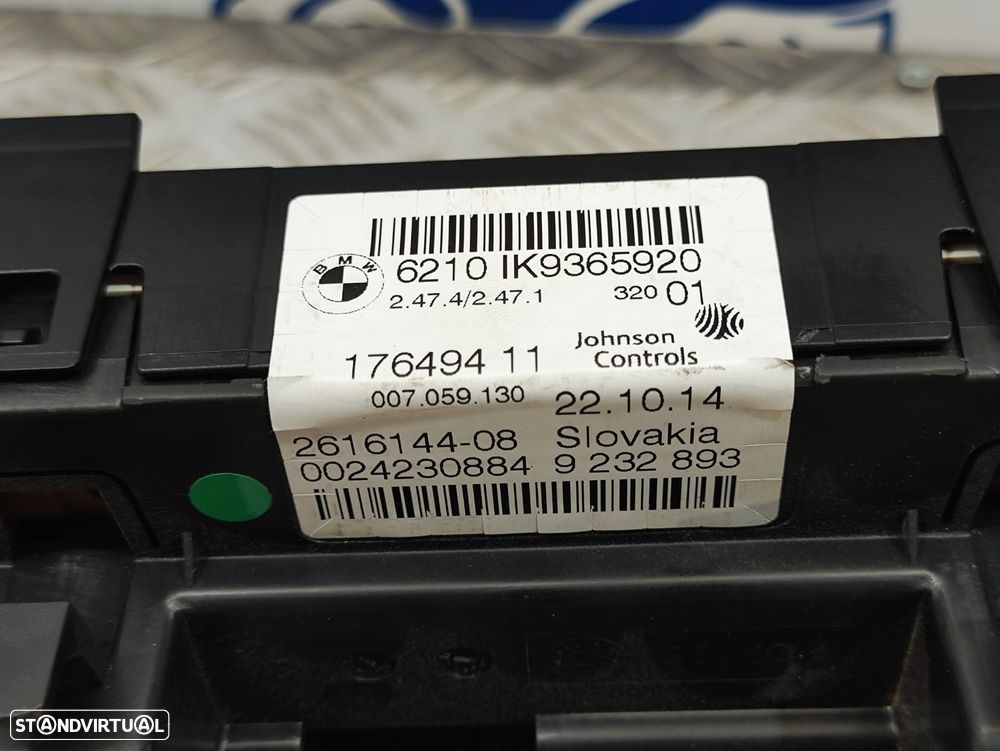 BMW
6210 IK9365920
2.47.4/2.47.1 320 01
Johnson
Controls
176494 11
007.059.130 22.10.14
2616144-08 Slovakia
0024230884 9 232 893
STANDVIRTUAL